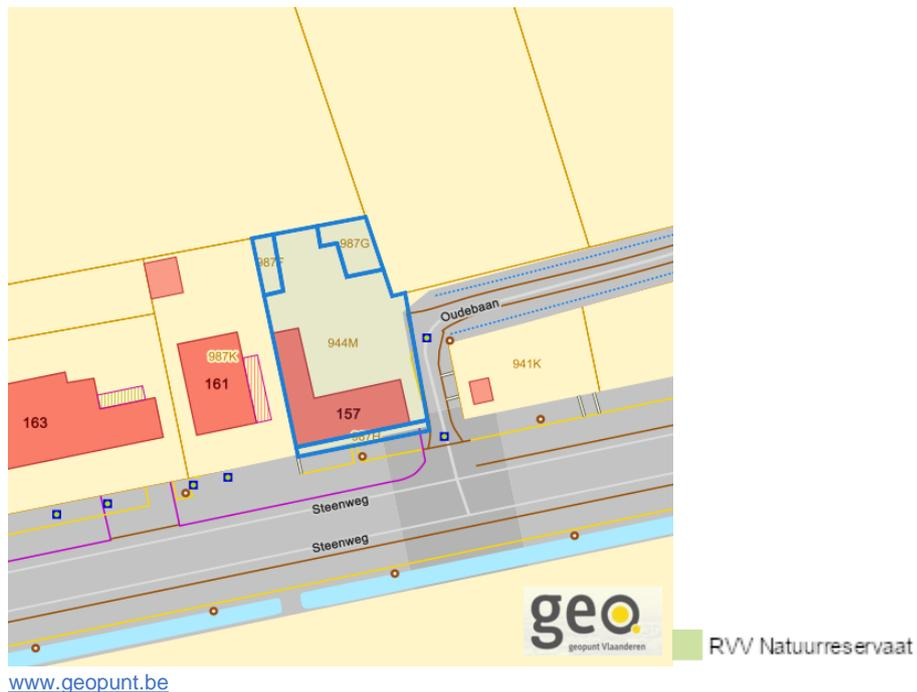 987G
987F
Oudebaan
944M
987K
941K
161
157
163
987H
Steenweg
Steenweg
geo
geopunt Vlaanderen
RVV Natuurreservaat
www.geopunt.be